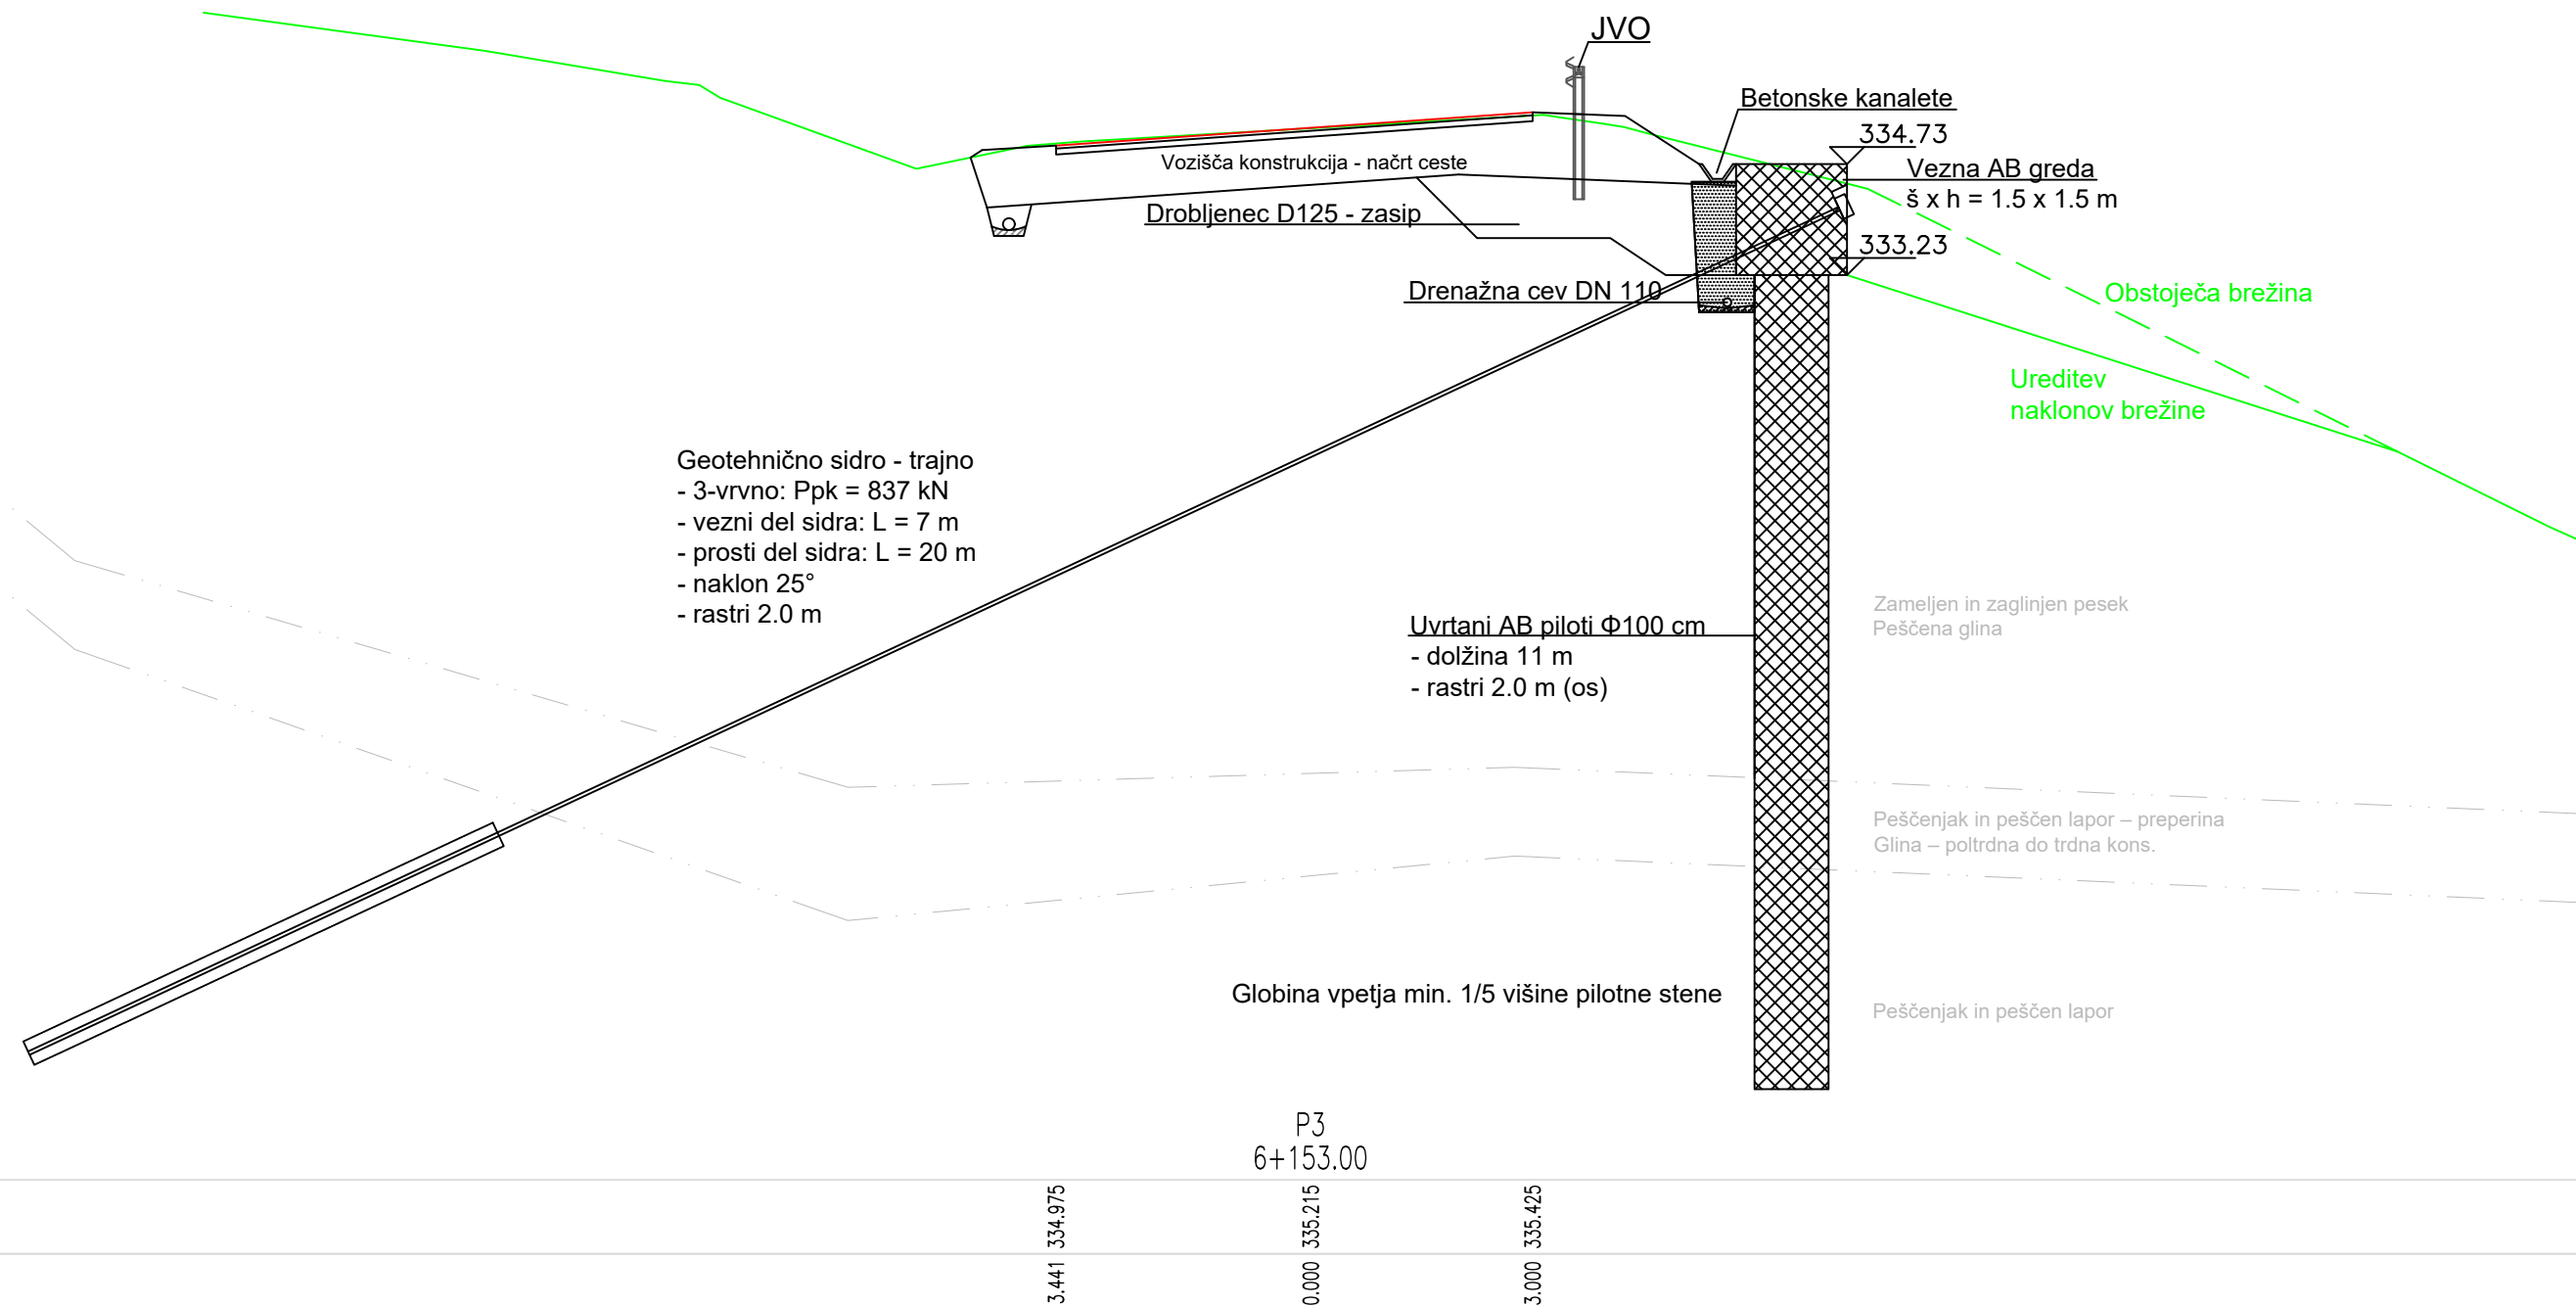 JVO
Betonske kanalete
334.73
Vezna AB greda
š x h = 1.5 x 1.5 m
Vozišča konstrukcija - načrt ceste
Drobljenec D125 - zasip
333.23
Drenažna cev DN 110
Obstoječa brežina
Ureditev
naklonov brežine
Geotehnično sidro - trajno
- 3-vrvno: Ppk = 837 kN
- vezni del sidra: L = 7 m
- prosti del sidra: L = 20 m
- naklon 25°
- rastri 2.0 m
Uvrtani AB piloti Φ100 cm
- dolžina 11 m
- rastri 2.0 m (os)
Zameljen in zaglinjen pesek
Peščena glina
Peščenjak in peščen lapor – preperina
Glina – poltrdna do trdna kons.
Globina vpetja min. 1/5 višine pilotne stene
Peščenjak in peščen lapor
P3
6+153.00
334.975
335.215
335.425
3.441
0.000
3.000